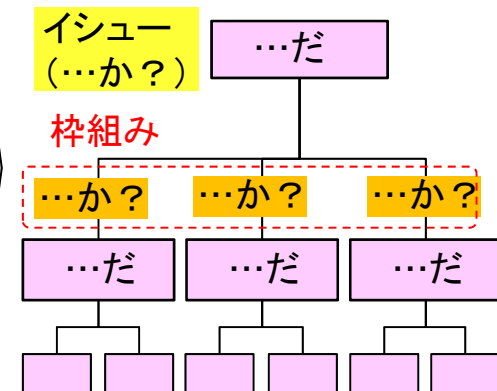 イシュー
（…か？）
…だ
枠組み
…か？ …か？ …か？
…だ …だ …だ